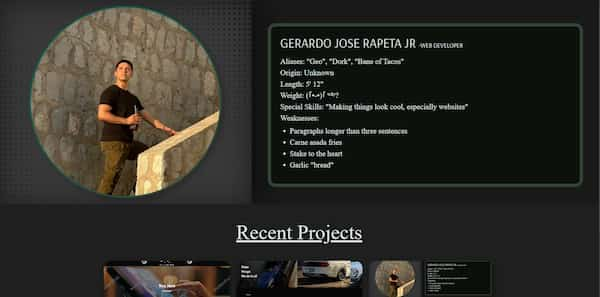 GERARDO JOSE RAPETA JR -WEB DEVELOPER
Aliases: "Geo", "Dork", "Bane of Tacos"
Origin: Unknown
Length: 5' 12"
Weight:
Special Skills: "Making things look cool, especially websites"
Weaknesses:
• Paragraphs longer than three sentences
• Carne asada fries
• Stake to the heart
• Garlic "bread"
Recent Projects